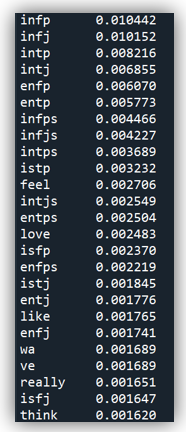 infp 0.010442
infj 0.010152
intp 0.008216
intj 0.006855
enfp 0.006070
entp 0.005773
infps 0.004466
infjs 0.004227
intps 0.003689
istp 0.003232
feel 0.002706
intjs 0.002549
entps 0.002504
love 0.002483
isfp 0.002370
enfps 0.002219
istj 0.001845
entj 0.001776
like 0.001765
enfj 0.001741
wa 0.001689
ve 0.001689
really 0.001651
isfj 0.001647
think 0.001620